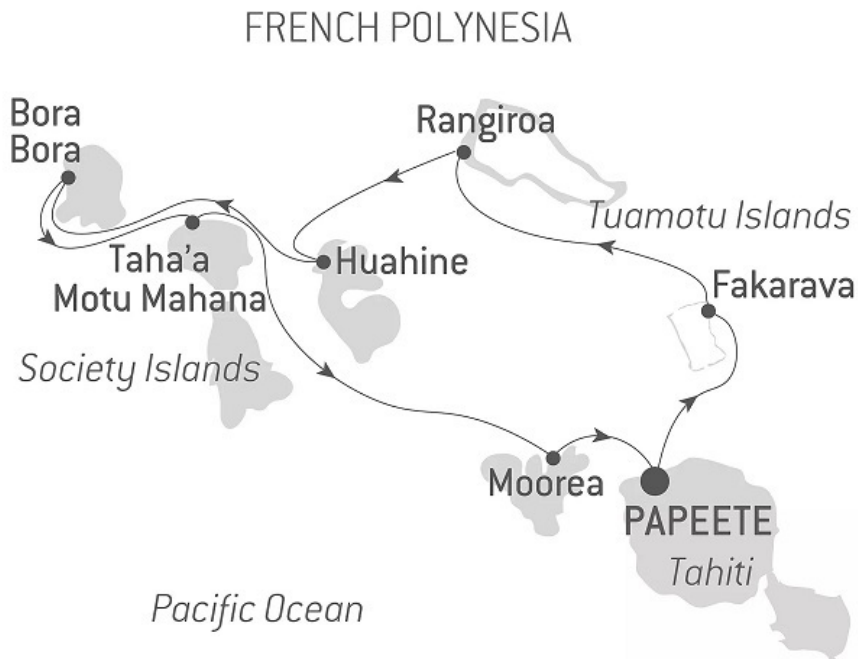 FRENCH POLYNESIA
Bora
Bora
Rangiroa
Tuamotu Islands
Taha'a
Motu Mahana
Huahine
Fakarava
Society Islands
Moorea
PAPEETE
Tahiti
Pacific Ocean